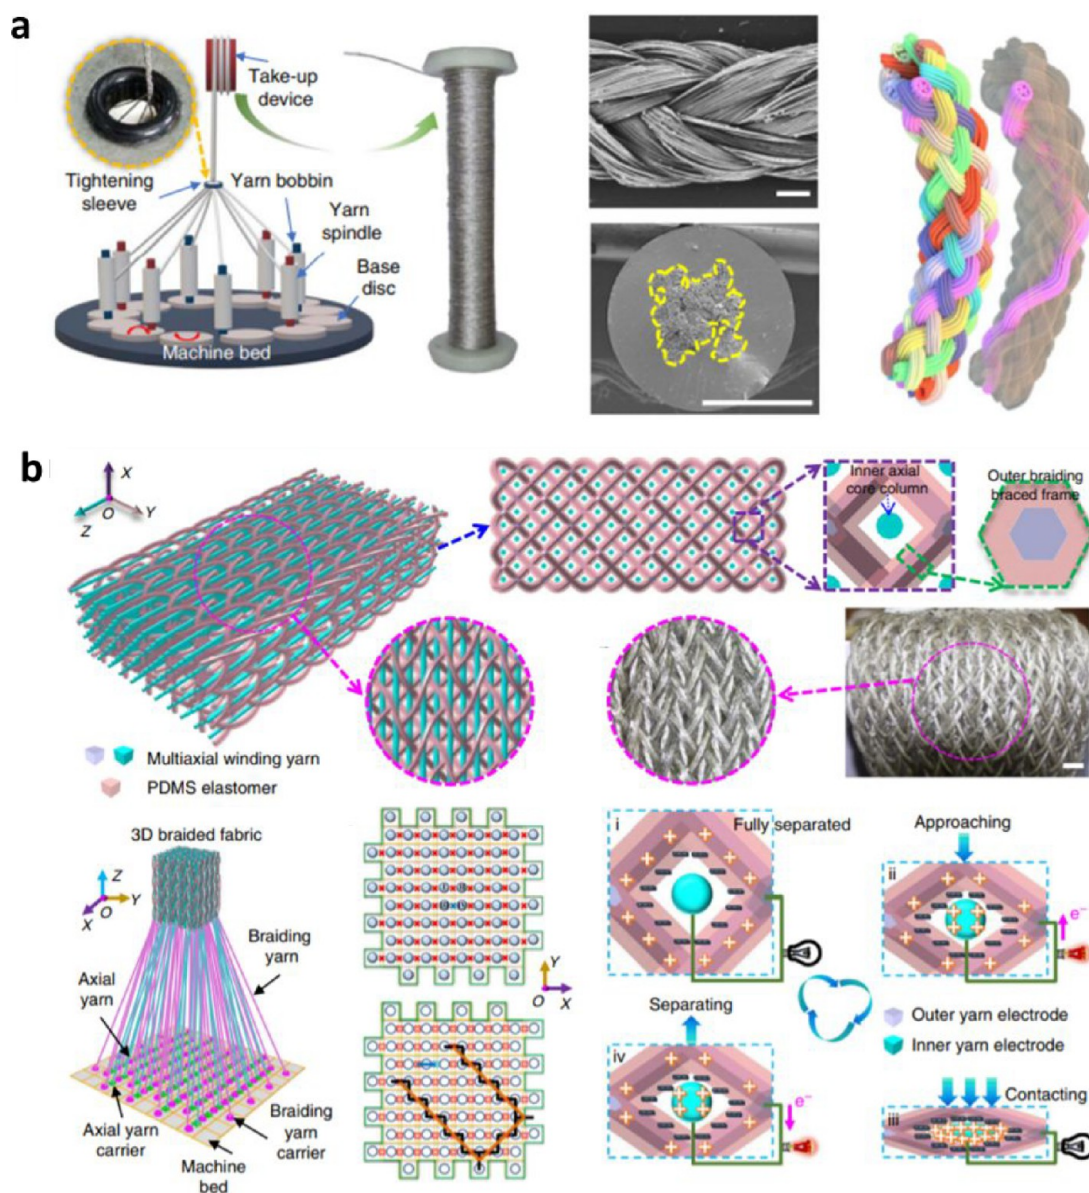 a
Take-up
device
Tightening
sleeve
Yarn bobbin
Yarn
spindle
Base
disc
Machine bed
b
X
O
Z
Y
Inner axial
core column
Outer braiding
braced frame
Multiaxial winding yarn
PDMS elastomer
3D braided fabric
Z
O
Y
X
Braiding
yarn
Axial
yarn
Axial yarn
carrier
Braiding
yarn
carrier
Machine
bed
Y
O
X
i
Fully separated
Approaching
ii
e⁻
Separating
iv
e⁻
Outer yarn electrode
Inner yarn electrode
Contacting
iii